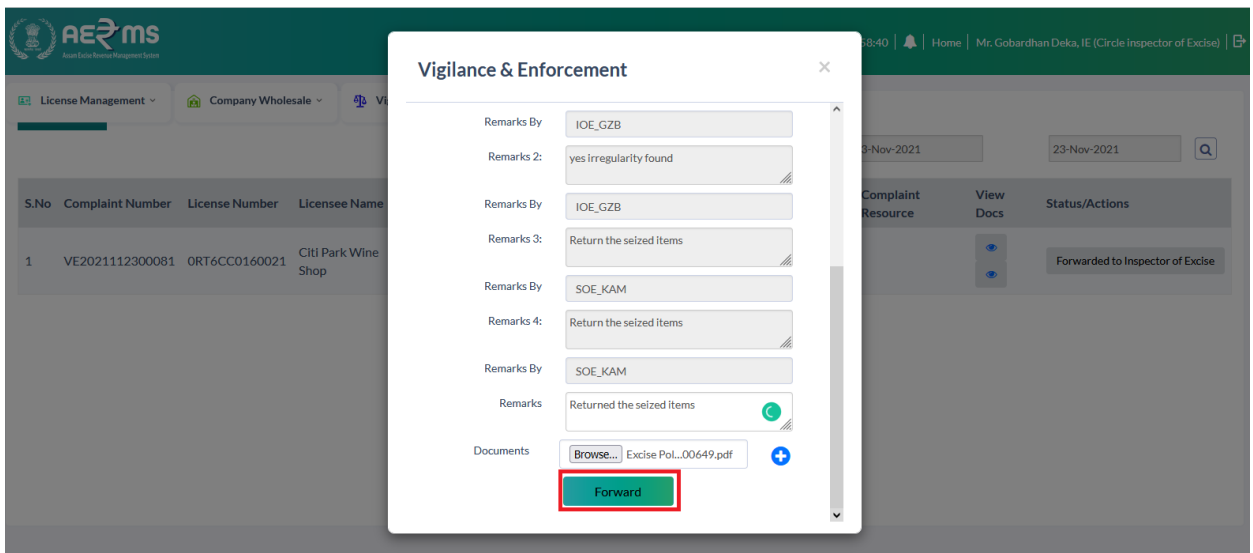 AERMS
Assam Excise Revenue Management System
58:40 Home Mr. Gobardhan Deka, IE (Circle inspector of Excise)
License Management Company Wholesale Vi
3-Nov-2021 23-Nov-2021
S.No Complaint Number License Number Licensee Name Complaint Resource View Docs Status/Actions
1 VE2021112300081 0RT6CC0160021 Citi Park Wine Shop Forwarded to Inspector of Excise
Vigilance & Enforcement ×
Remarks By IOE_GZB
Remarks 2: yes irregularity found
Remarks By IOE_GZB
Remarks 3: Return the seized items
Remarks By SOE_KAM
Remarks 4: Return the seized items
Remarks By SOE_KAM
Remarks Returned the seized items
Documents Browse... Excise Pol...00649.pdf
Forward